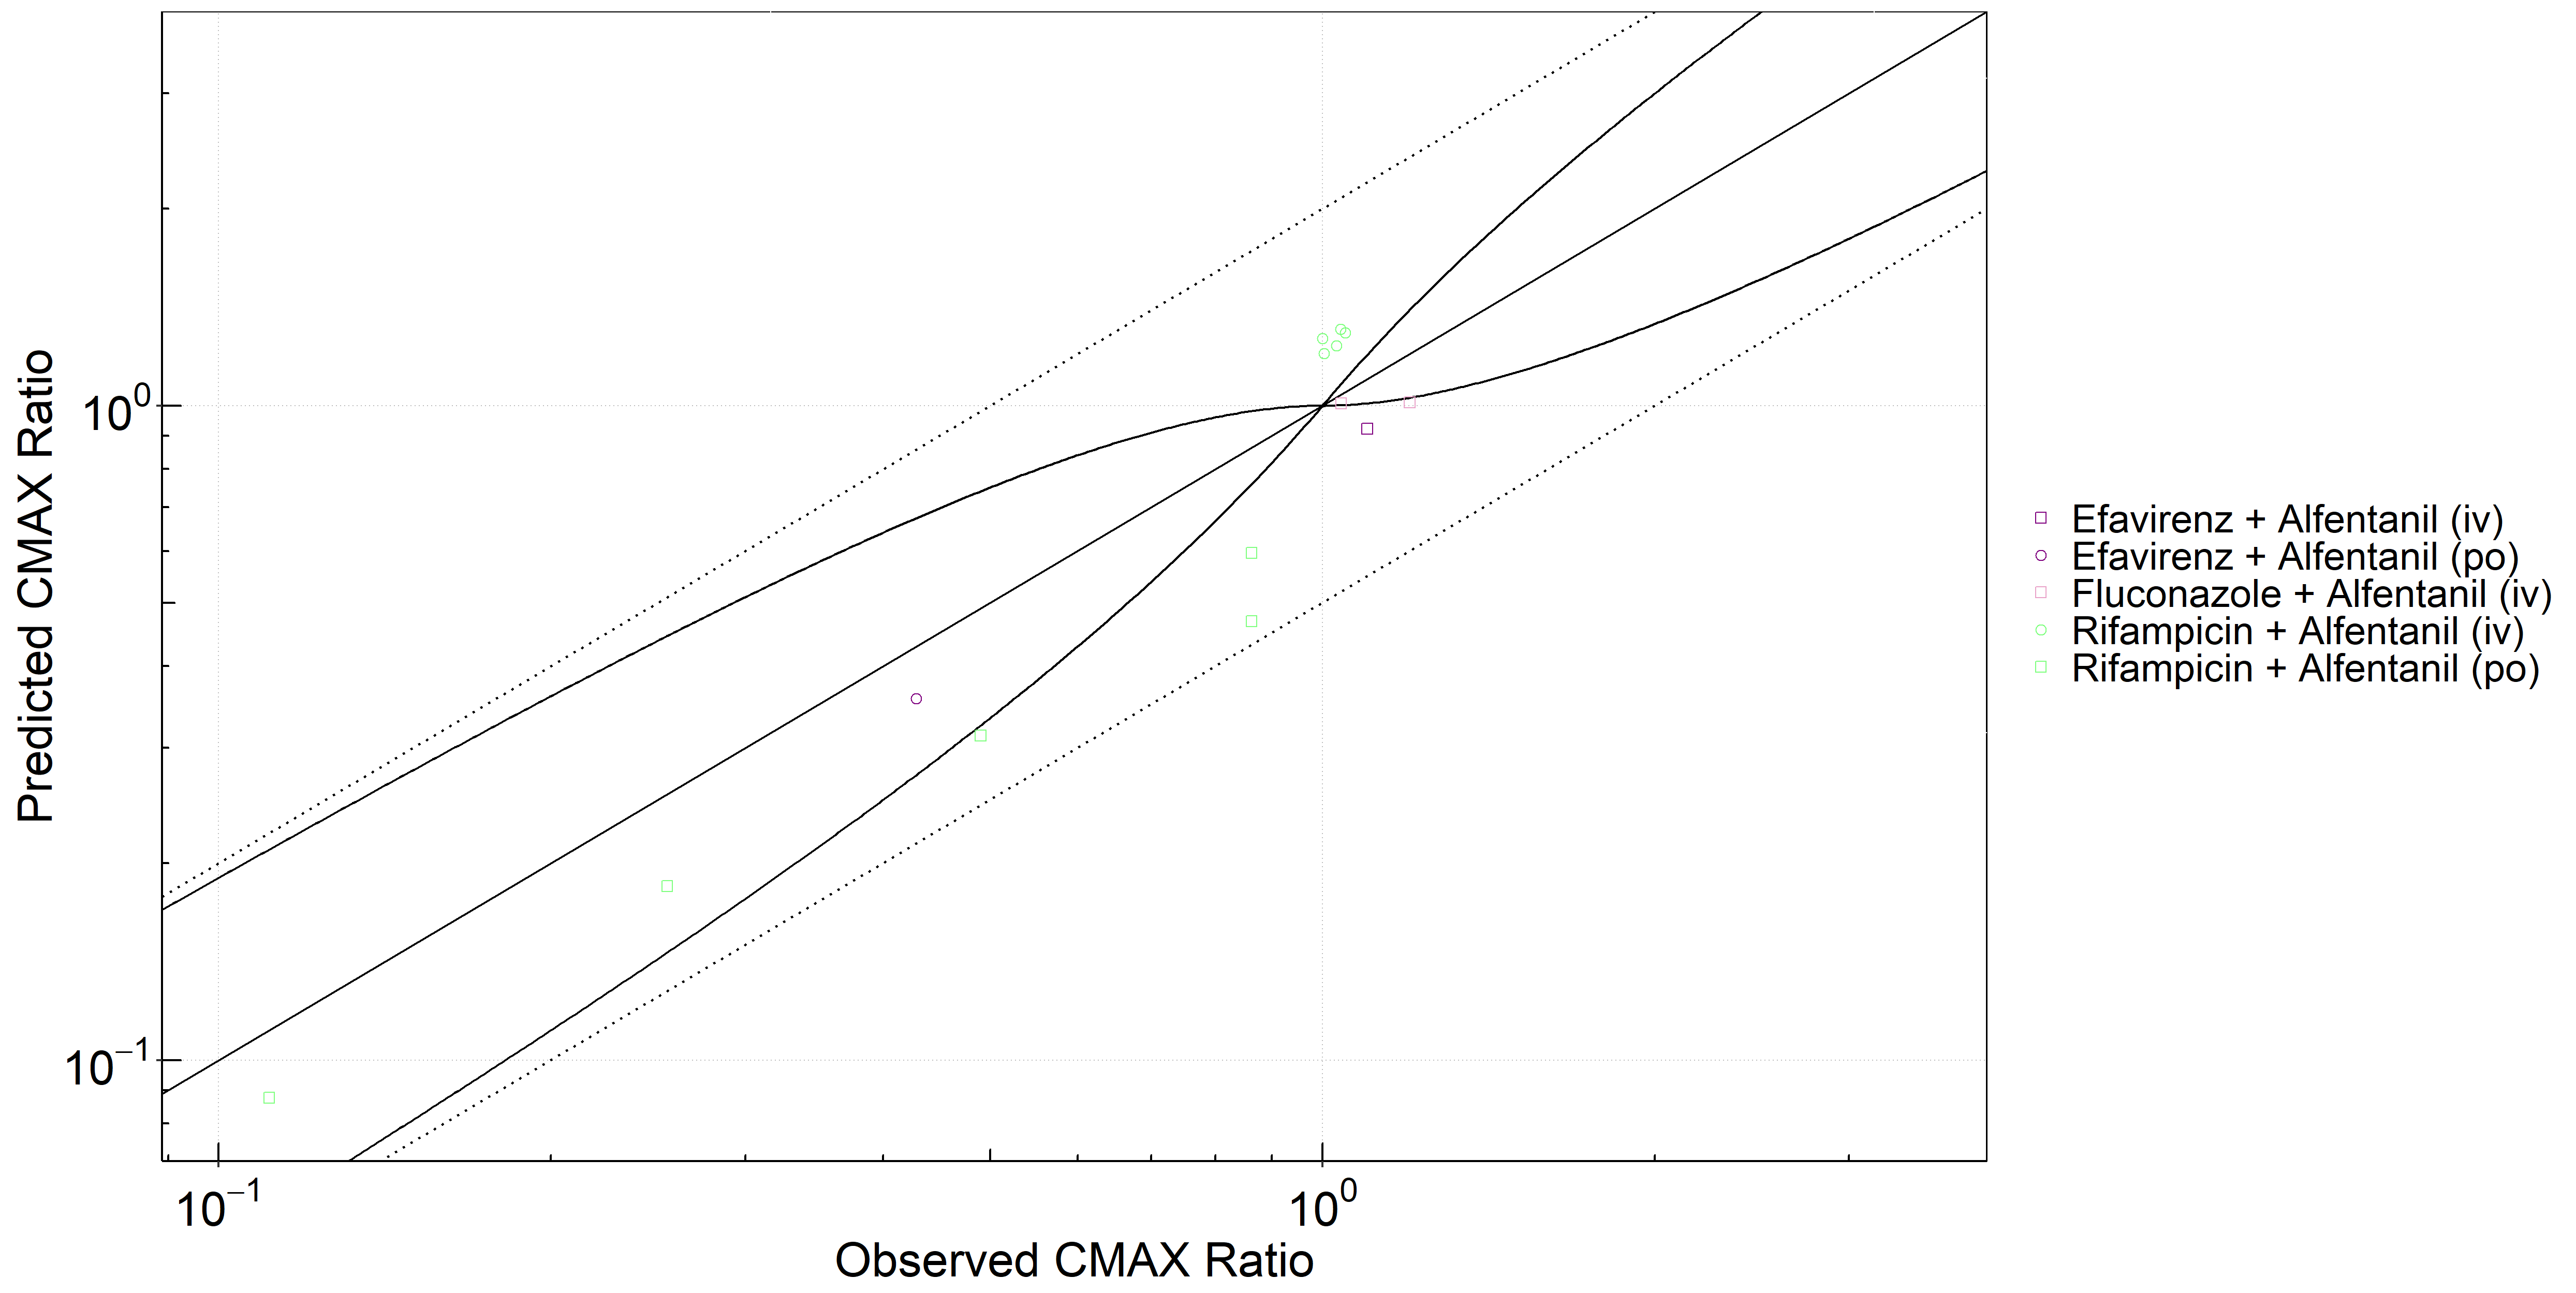 Predicted CMAX Ratio
10⁰
10⁻¹
10⁻¹
10⁰
Observed CMAX Ratio
Efavirenz + Alfentanil (iv)
Efavirenz + Alfentanil (po)
Fluconazole + Alfentanil (iv)
Rifampicin + Alfentanil (iv)
Rifampicin + Alfentanil (po)